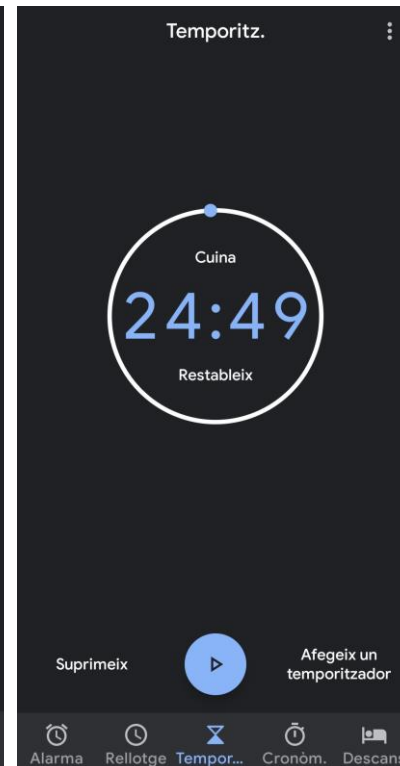 Temporitz.
Cuina
24:49
Restableix
Suprimeix
Afegeix un
temporitzador
Alarma
Rellotge
Tempor...
Cronòm.
Descans